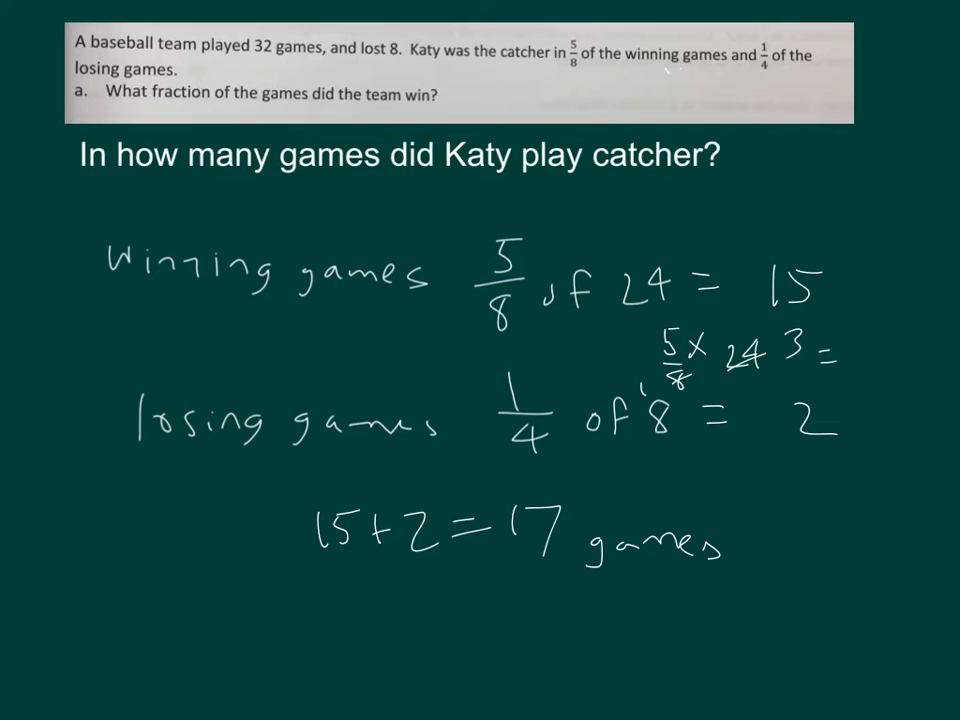 A baseball team played 32 games, and lost 8. Katy was the catcher in 5/8 of the winning games and 1/4 of the
losing games.
a. What fraction of the games did the team win?
In how many games did Katy play catcher?
Winning games 5/8 of 24 = 15
5/8 x 24 3 =
1
losing games 1/4 of 8 = 2
15+2=17 games